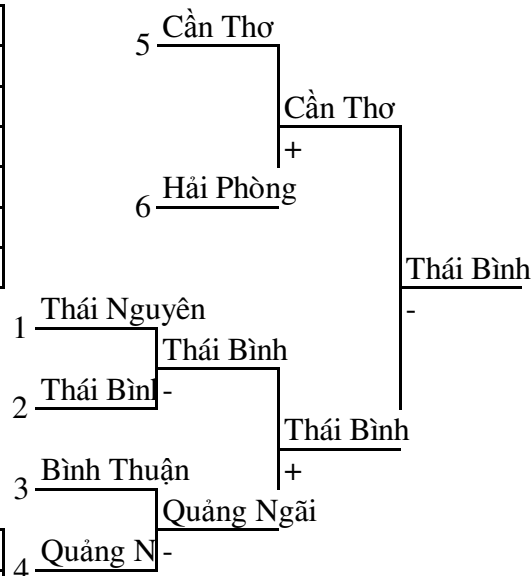 Cần Thơ
5
Cần Thơ
+
Hải Phòng
6
Thái Bình
-
Thái Nguyên
1
Thái Bình
-
Thái Bìn
2
Thái Bình
+
Bình Thuận
3
Quảng Ngãi
-
Quảng N
4